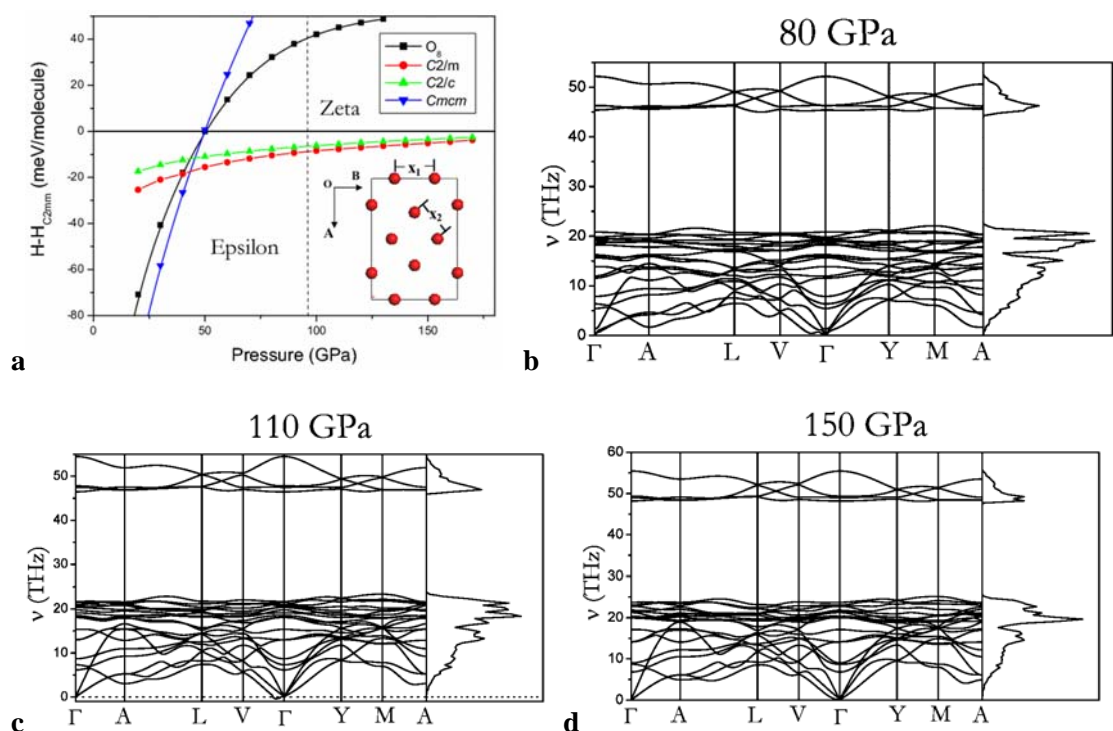 40
20
0
-20
-40
-60
-80
H-H_C2mm (meV/molecule)
O₈
C2/m
C2/c
Cmcm
Zeta
Epsilon
x₁
x₂
O
B
A
0 50 100 150
Pressure (GPa)
a
80 GPa
50
40
30
20
10
0
ν (THz)
Γ A L V Γ Y M A
b
110 GPa
50
40
30
20
10
0
ν (THz)
Γ A L V Γ Y M A
c
150 GPa
60
50
40
30
20
10
0
ν (THz)
Γ A L V Γ Y M A
d